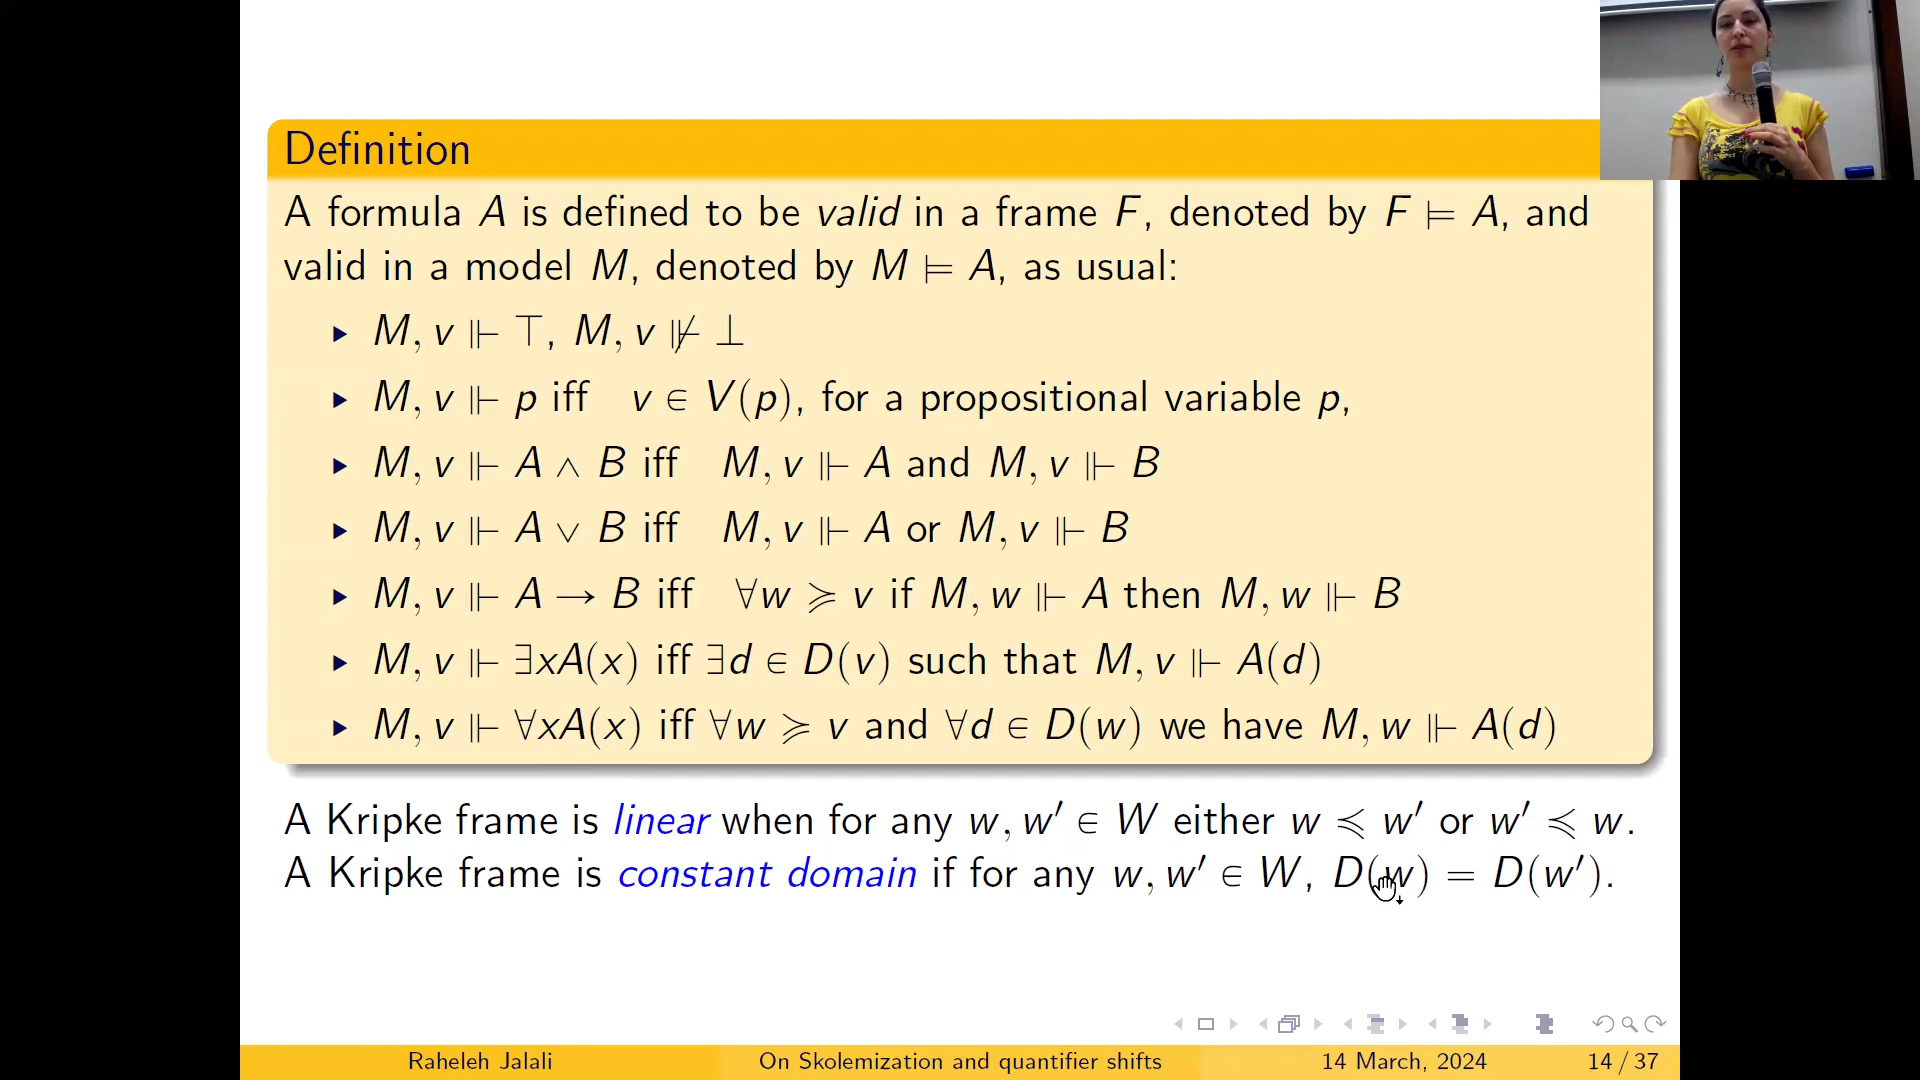 Definition
A formula A is defined to be valid in a frame F, denoted by F ⊨ A, and
valid in a model M, denoted by M ⊨ A, as usual:
▸ M, v ⊩ ⊤, M, v ⊮ ⊥
▸ M, v ⊩ p iff v ∈ V(p), for a propositional variable p,
▸ M, v ⊩ A ∧ B iff M, v ⊩ A and M, v ⊩ B
▸ M, v ⊩ A ∨ B iff M, v ⊩ A or M, v ⊩ B
▸ M, v ⊩ A → B iff ∀w ≽ v if M, w ⊩ A then M, w ⊩ B
▸ M, v ⊩ ∃xA(x) iff ∃d ∈ D(v) such that M, v ⊩ A(d)
▸ M, v ⊩ ∀xA(x) iff ∀w ≽ v and ∀d ∈ D(w) we have M, w ⊩ A(d)
A Kripke frame is linear when for any w, w′ ∈ W either w ≼ w′ or w′ ≼ w.
A Kripke frame is constant domain if for any w, w′ ∈ W, D(w) = D(w′).
Raheleh Jalali On Skolemization and quantifier shifts 14 March, 2024 14 / 37